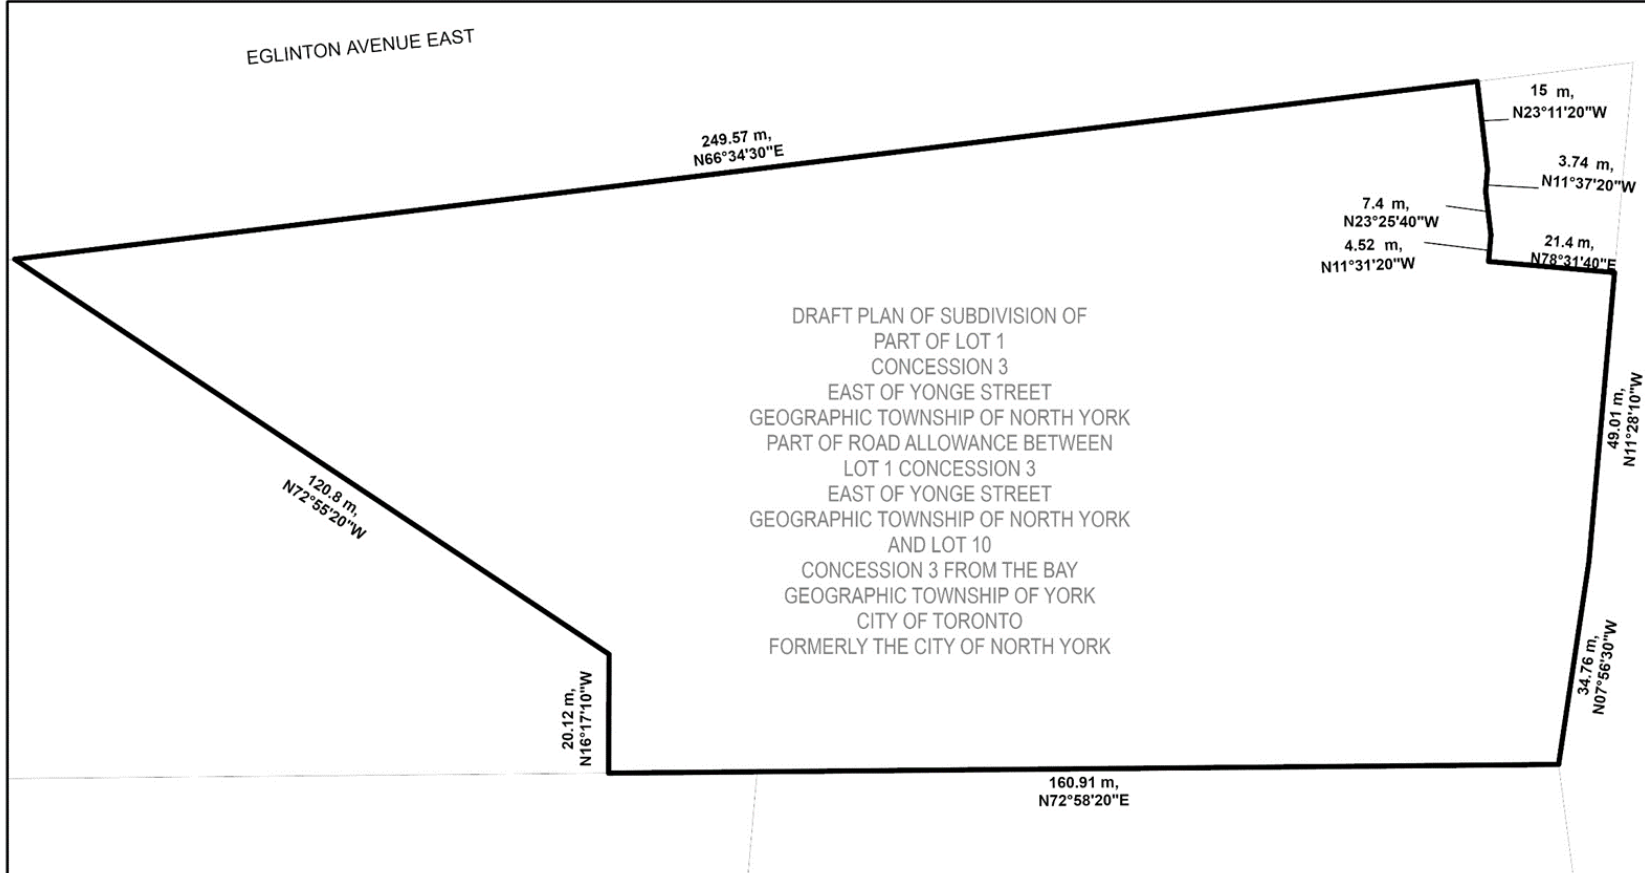 EGLINTON AVENUE EAST
15 m,
N23°11'20"W
249.57 m,
N66°34'30"E
3.74 m,
N11°37'20"W
7.4 m,
N23°25'40"W
4.52 m,
N11°31'20"W
21.4 m,
N78°31'40"E
DRAFT PLAN OF SUBDIVISION OF
PART OF LOT 1
CONCESSION 3
EAST OF YONGE STREET
GEOGRAPHIC TOWNSHIP OF NORTH YORK
PART OF ROAD ALLOWANCE BETWEEN
LOT 1 CONCESSION 3
EAST OF YONGE STREET
GEOGRAPHIC TOWNSHIP OF NORTH YORK
AND LOT 10
CONCESSION 3 FROM THE BAY
GEOGRAPHIC TOWNSHIP OF YORK
CITY OF TORONTO
FORMERLY THE CITY OF NORTH YORK
49.01 m,
N11°28'10"W
120.8 m,
N72°55'20"W
34.76 m,
N07°56'30"W
20.12 m,
N16°17'10"W
160.91 m,
N72°58'20"E